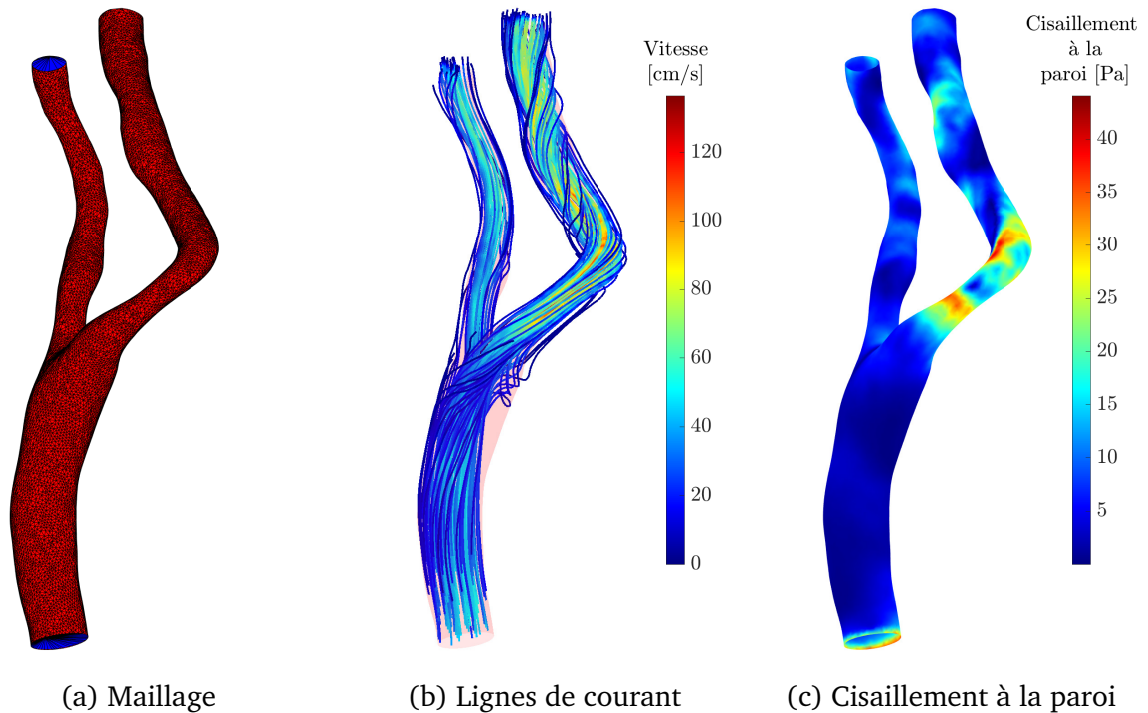 Vitesse
[cm/s]
120
100
80
60
40
20
0
Cisaillement
à la
paroi [Pa]
40
35
30
25
20
15
10
5
(a) Maillage
(b) Lignes de courant
(c) Cisaillement à la paroi